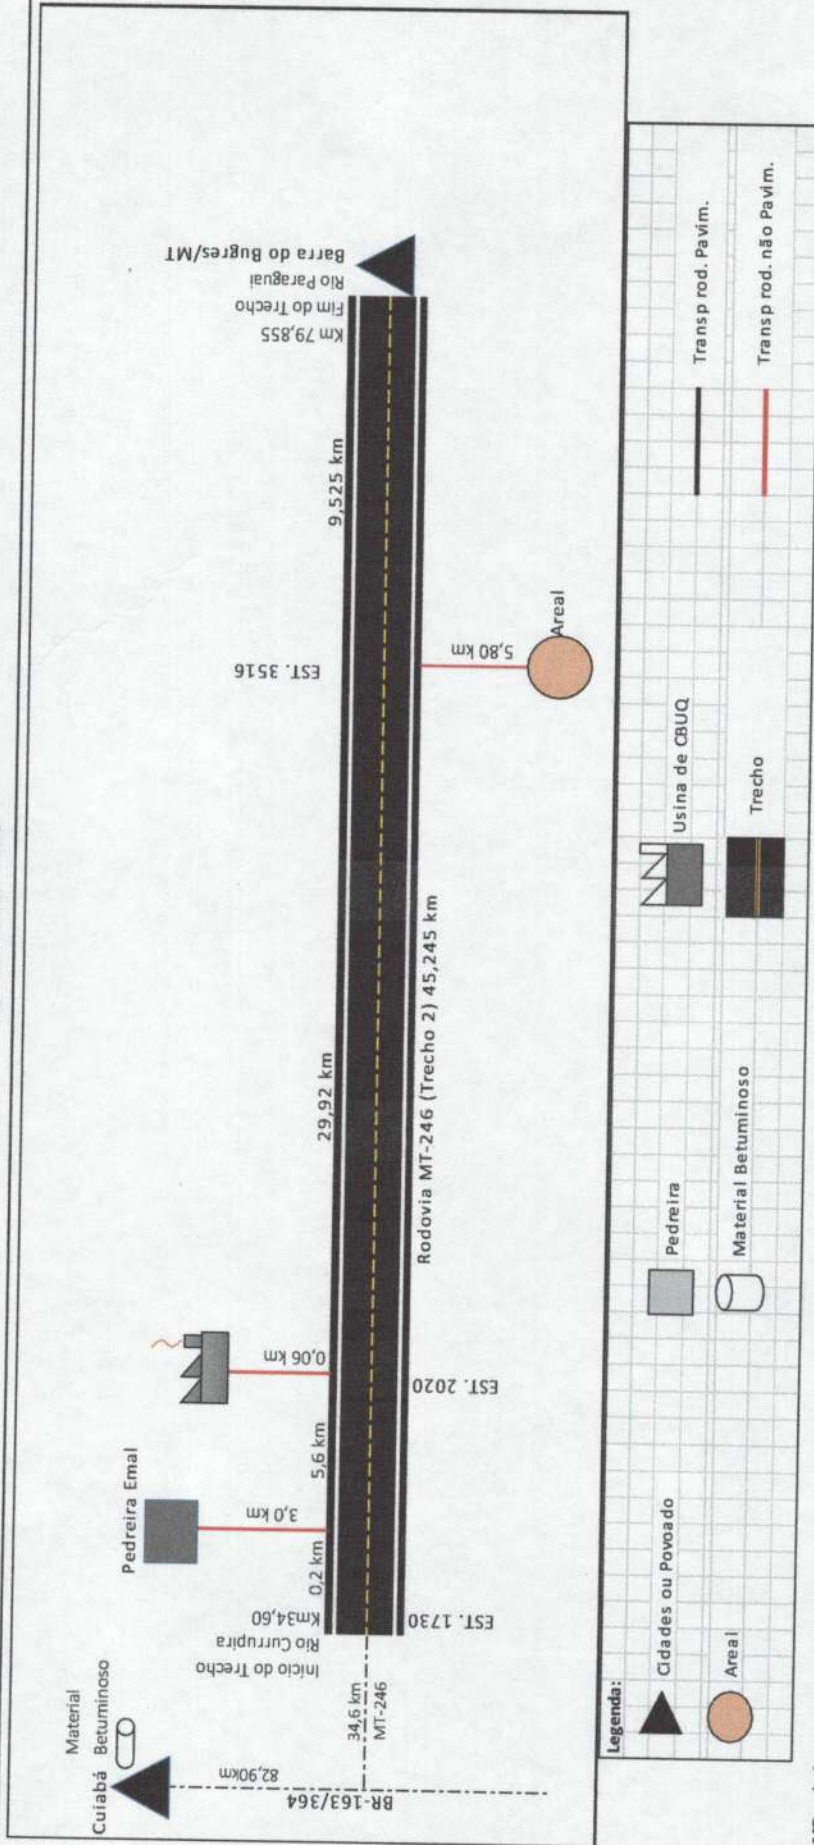 Cuiabá
Material
Betuminoso
82,90km
BR-163/364
34,6 km
MT-246
Início do Trecho
Rio Currupira
Km34,60
EST. 1730
0,2 km
Pedreira Emal
3,0 km
5,6 km
0,06 km
EST. 2020
29,92 km
Rodovia MT-246 (Trecho 2) 45,245 km
EST. 3516
5,80 km
Areal
9,525 km
Km 79,855
Fim do Trecho
Rio Paraguai
Barra do Bugres/MT
Legenda:
Cidades ou Povoado
Pedreira
Usina de CBUQ
Transp rod. Pavim.
Areal
Material Betuminoso
Trecho
Transp rod. não Pavim.